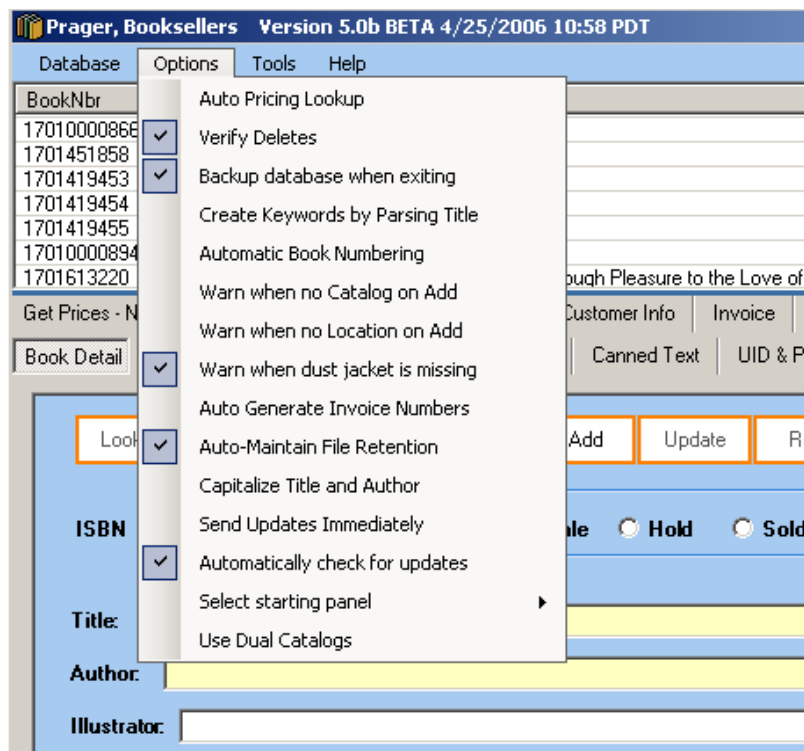 Prager, Booksellers Version 5.0b BETA 4/25/2006 10:58 PDT
Database Options Tools Help
BookNbr
Auto Pricing Lookup
17010000868
Verify Deletes
1701451858
1701419453
Backup database when exiting
1701419454
Create Keywords by Parsing Title
1701419455
17010000894
Automatic Book Numbering
1701613220
ough Pleasure to the Love of
Warn when no Catalog on Add
Get Prices - N
Customer Info Invoice
Warn when no Location on Add
Book Detail
Canned Text UID & P
Warn when dust jacket is missing
Auto Generate Invoice Numbers
Look
Add Update R
Auto-Maintain File Retention
Capitalize Title and Author
ISBN
Send Updates Immediately
ale Hold Sold
Automatically check for updates
Select starting panel
Title:
Use Dual Catalogs
Author:
Illustrator: